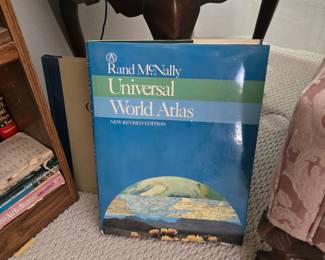 Rand McNally
Universal
World Atlas
NEW REVISED EDITION